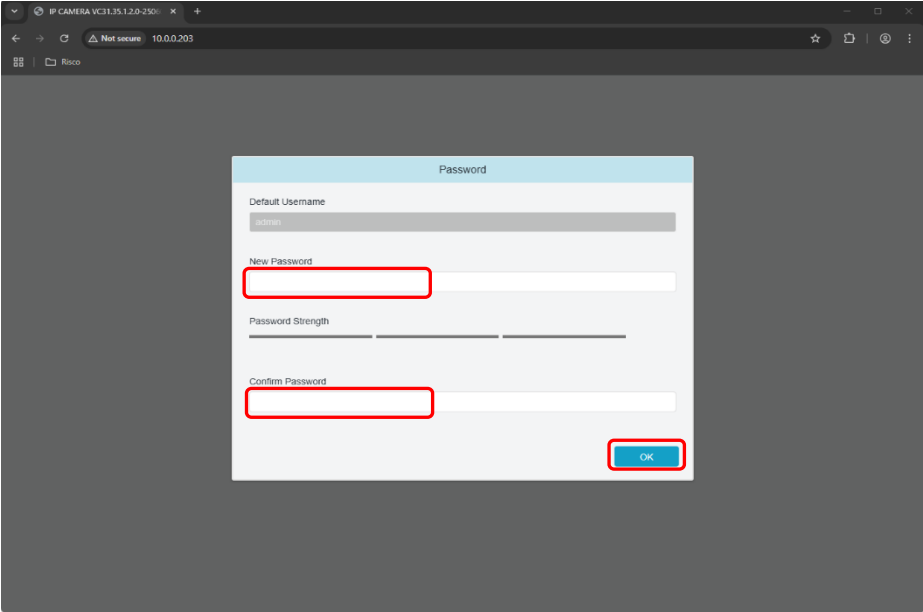 IP CAMERA VC31.35.1.2.0-2506
Not secure 10.0.0.203
Risco
Password
Default Username
admin
New Password
Password Strength
Confirm Password
OK